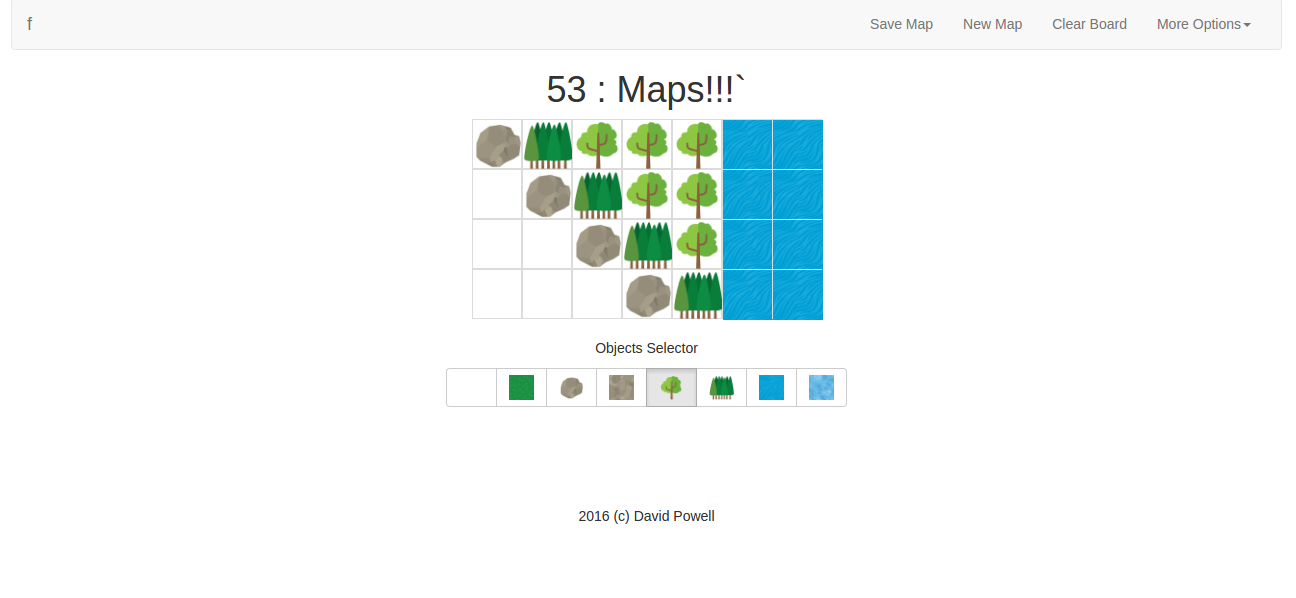 f
Save Map
New Map
Clear Board
More Options
53 : Maps!!!`
Objects Selector
2016 (c) David Powell